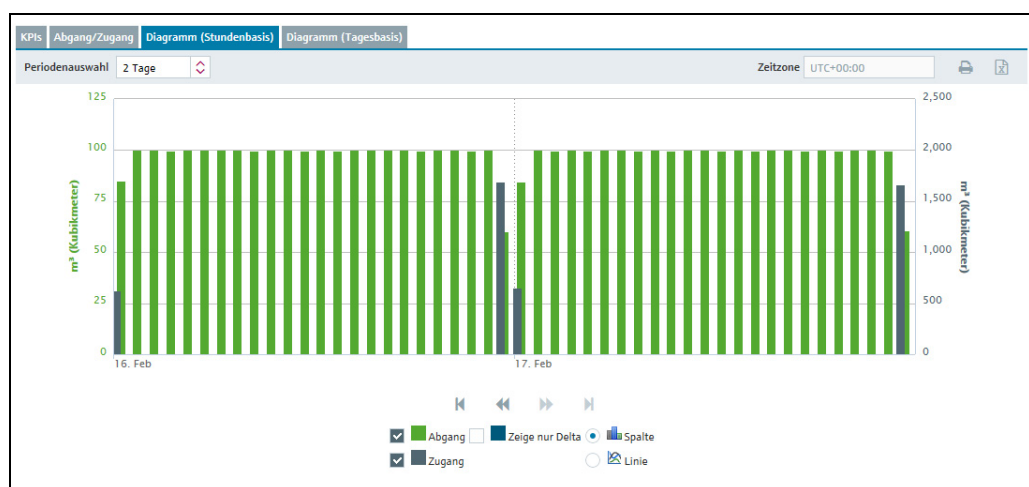 KPIs Abgang/Zugang Diagramm (Stundenbasis) Diagramm (Tagesbasis)
Periodenauswahl 2 Tage Zeitzone UTC+00:00
125 2,500
100 2,000
75 1,500
50 1,000
25 500
0 0
m³ (Kubikmeter)
m³ (Kubikmeter)
16. Feb 17. Feb
Abgang Zeige nur Delta Spalte
Zugang Linie